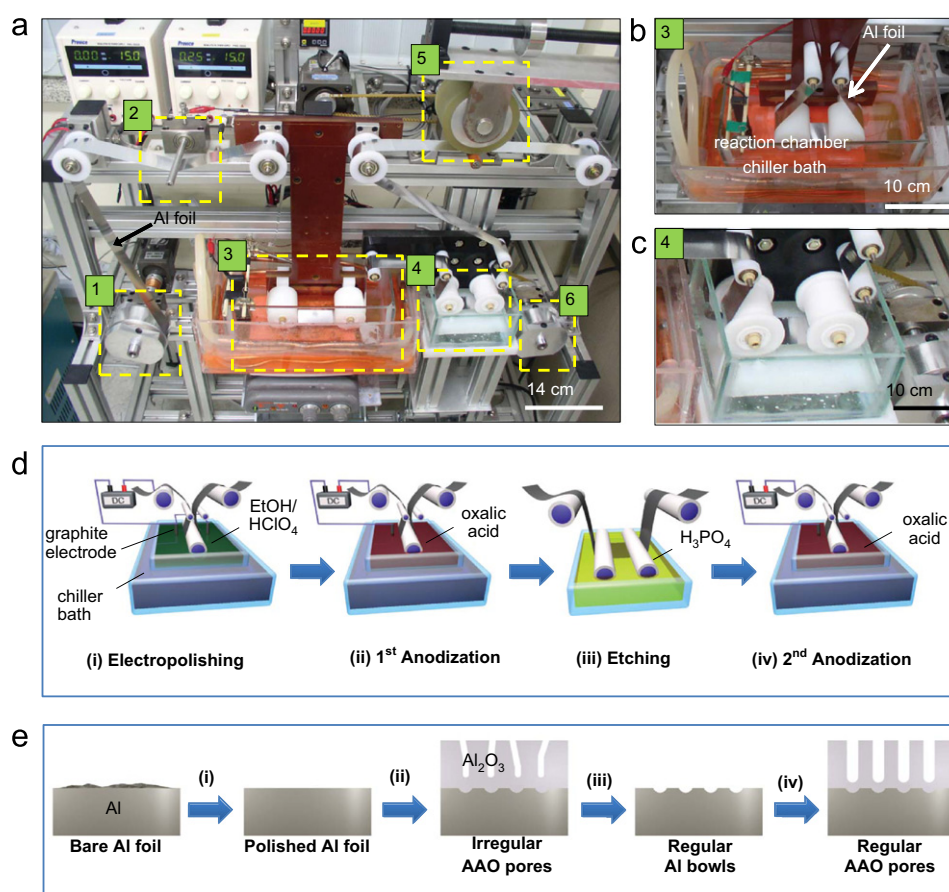 a
Preece
Preece
0.00 15.0
0.25 15.0
5
2
Al foil
1
3
4
6
14 cm
b
3
Al foil
reaction chamber
chiller bath
10 cm
c
4
10 cm
d
DC
graphite
electrode
EtOH/
HClO4
chiller
bath
(i) Electropolishing
DC
oxalic
acid
(ii) 1st Anodization
H3PO4
(iii) Etching
DC
oxalic
acid
(iv) 2nd Anodization
e
Al
Bare Al foil
(i)
Polished Al foil
(ii)
Al2O3
Irregular
AAO pores
(iii)
Regular
Al bowls
(iv)
Regular
AAO pores